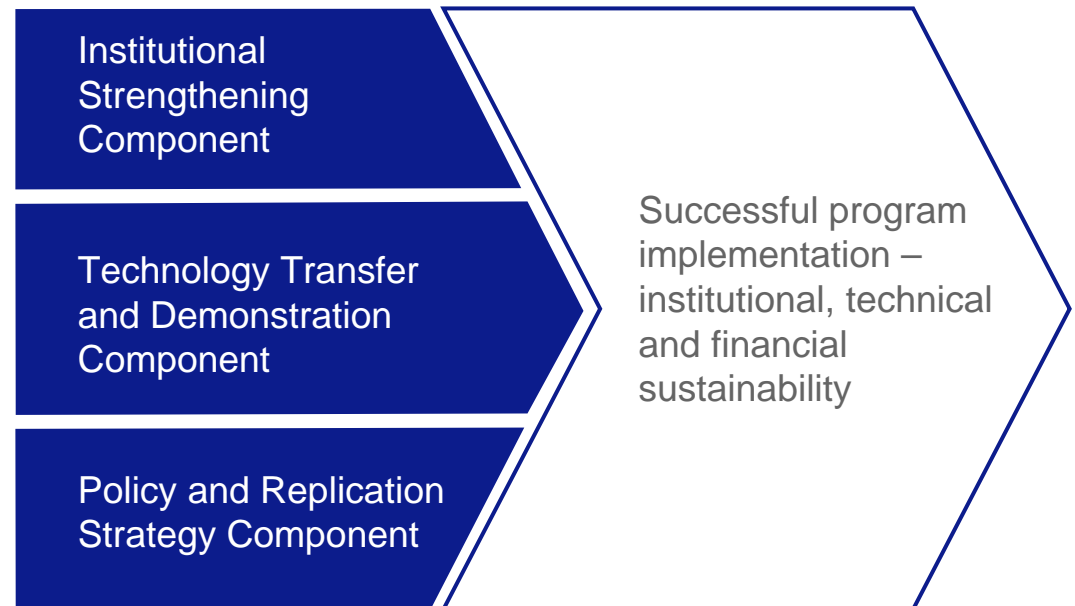 Institutional
Strengthening
Component
Technology Transfer
and Demonstration
Component
Policy and Replication
Strategy Component
Successful program
implementation –
institutional, technical
and financial
sustainability